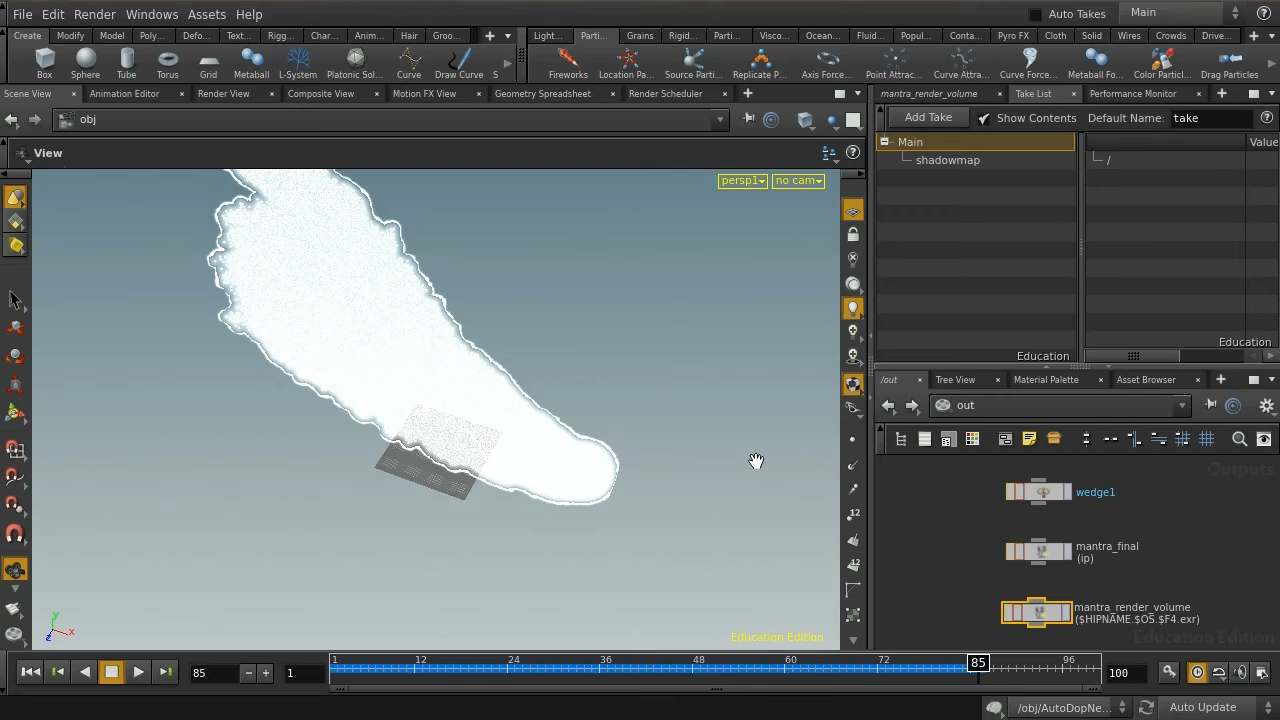 File Edit Render Windows Assets Help
Auto Takes Main
Create Modify Model Poly... Defo... Text... Rigg... Char... Anim... Hair Groo...
Light... Parti... Grains Rigid... Parti... Visco... Ocean... Fluid... Popul... Conta... Pyro FX Cloth Solid Wires Crowds Drive...
Box Sphere Tube Torus Grid Metaball L-System Platonic Sol... Curve Draw Curve S
Fireworks Location Pa... Source Parti... Replicate P... Axis Force... Point Attrac... Curve Attra... Curve Force... Metaball Fo... Color Particl... Drag Particles
Scene View Animation Editor Render View Composite View Motion FX View Geometry Spreadsheet Render Scheduler
mantra_render_volume Take List Performance Monitor
obj
Add Take Show Contents Default Name: take
View
Main
shadowmap
/
Value
persp1 no cam
Education
Education
/out Tree View Material Palette Asset Browser
out
Outputs
wedge1
mantra_final
(ip)
mantra_render_volume
($HIPNAME.$OS.$F4.exr)
12
12
y
x
z
Education Edition
Education Edition
85
1
1 12 24 36 48 60 72 85 96
100
/obj/AutoDopNe... Auto Update